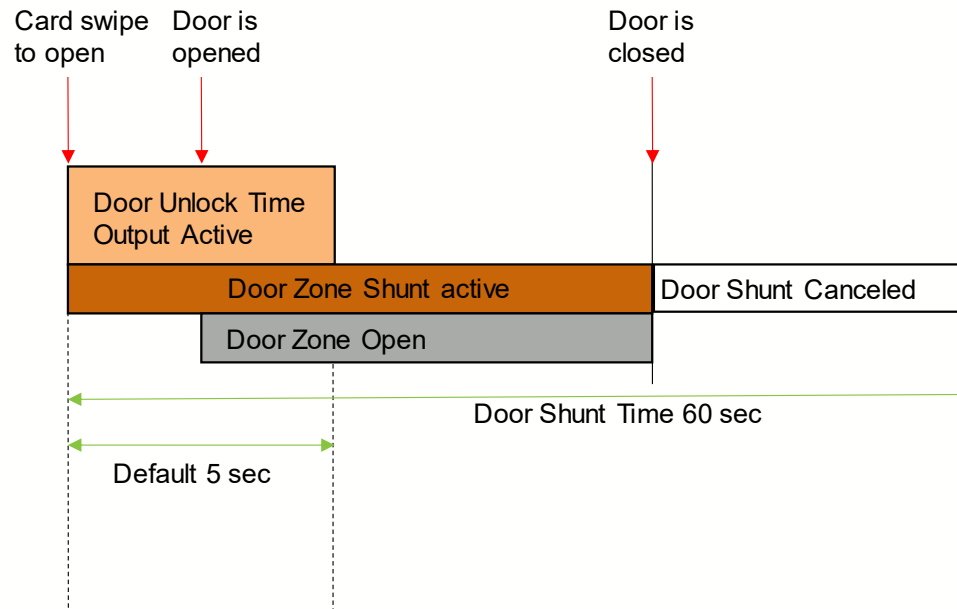 Card swipe
to open
Door is
opened
Door is
closed
Door Unlock Time
Output Active
Door Zone Shunt active
Door Shunt Canceled
Door Zone Open
Door Shunt Time 60 sec
Default 5 sec